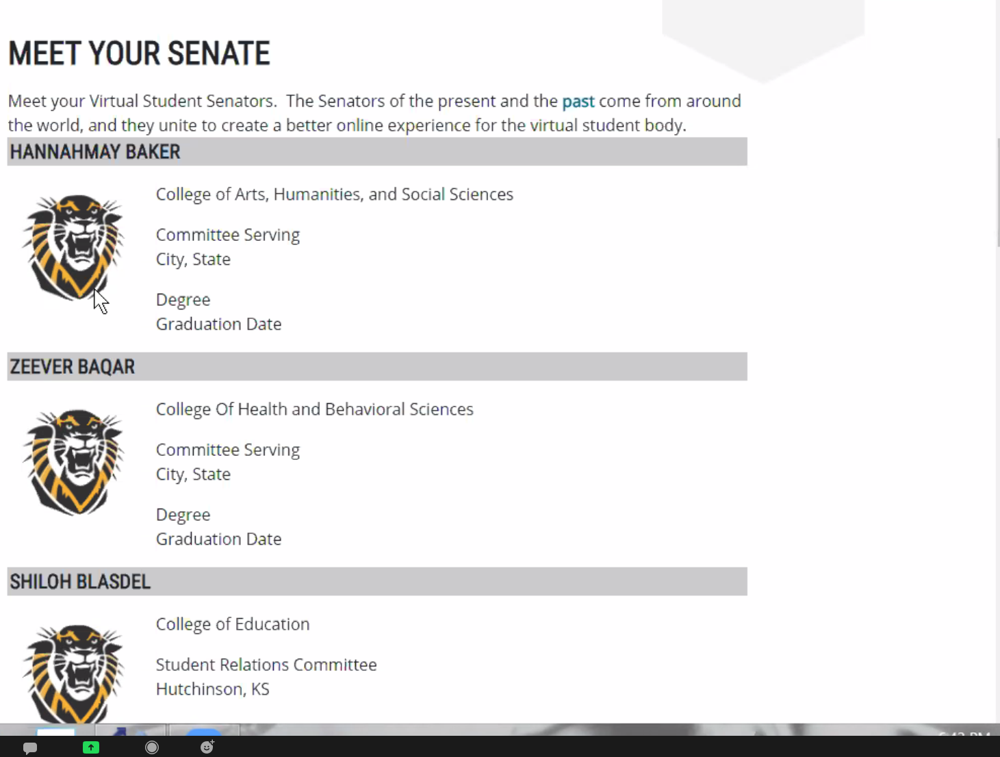 MEET YOUR SENATE
Meet your Virtual Student Senators.  The Senators of the present and the past come from around
the world, and they unite to create a better online experience for the virtual student body.
HANNAHMAY BAKER
College of Arts, Humanities, and Social Sciences
Committee Serving
City, State
Degree
Graduation Date
ZEEVER BAQAR
College Of Health and Behavioral Sciences
Committee Serving
City, State
Degree
Graduation Date
SHILOH BLASDEL
College of Education
Student Relations Committee
Hutchinson, KS